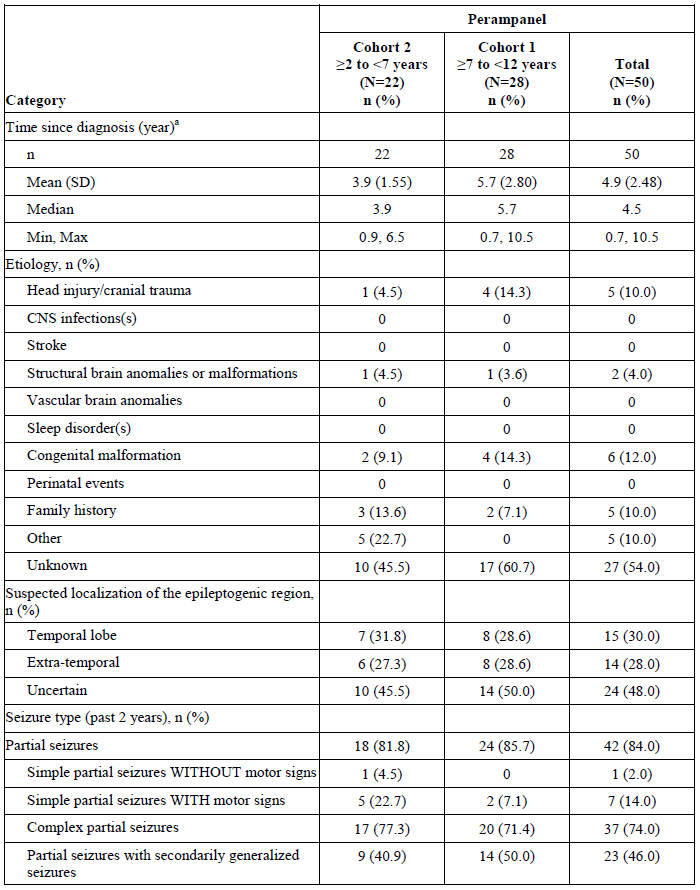 Perampanel
Category
Cohort 2
≥2 to <7 years
(N=22)
n (%)
Cohort 1
≥7 to <12 years
(N=28)
n (%)
Total
(N=50)
n (%)
Time since diagnosis (year)a
n 22 28 50
Mean (SD) 3.9 (1.55) 5.7 (2.80) 4.9 (2.48)
Median 3.9 5.7 4.5
Min, Max 0.9, 6.5 0.7, 10.5 0.7, 10.5
Etiology, n (%)
Head injury/cranial trauma 1 (4.5) 4 (14.3) 5 (10.0)
CNS infections(s) 0 0 0
Stroke 0 0 0
Structural brain anomalies or malformations 1 (4.5) 1 (3.6) 2 (4.0)
Vascular brain anomalies 0 0 0
Sleep disorder(s) 0 0 0
Congenital malformation 2 (9.1) 4 (14.3) 6 (12.0)
Perinatal events 0 0 0
Family history 3 (13.6) 2 (7.1) 5 (10.0)
Other 5 (22.7) 0 5 (10.0)
Unknown 10 (45.5) 17 (60.7) 27 (54.0)
Suspected localization of the epileptogenic region,
n (%)
Temporal lobe 7 (31.8) 8 (28.6) 15 (30.0)
Extra-temporal 6 (27.3) 8 (28.6) 14 (28.0)
Uncertain 10 (45.5) 14 (50.0) 24 (48.0)
Seizure type (past 2 years), n (%)
Partial seizures 18 (81.8) 24 (85.7) 42 (84.0)
Simple partial seizures WITHOUT motor signs 1 (4.5) 0 1 (2.0)
Simple partial seizures WITH motor signs 5 (22.7) 2 (7.1) 7 (14.0)
Complex partial seizures 17 (77.3) 20 (71.4) 37 (74.0)
Partial seizures with secondarily generalized
seizures 9 (40.9) 14 (50.0) 23 (46.0)